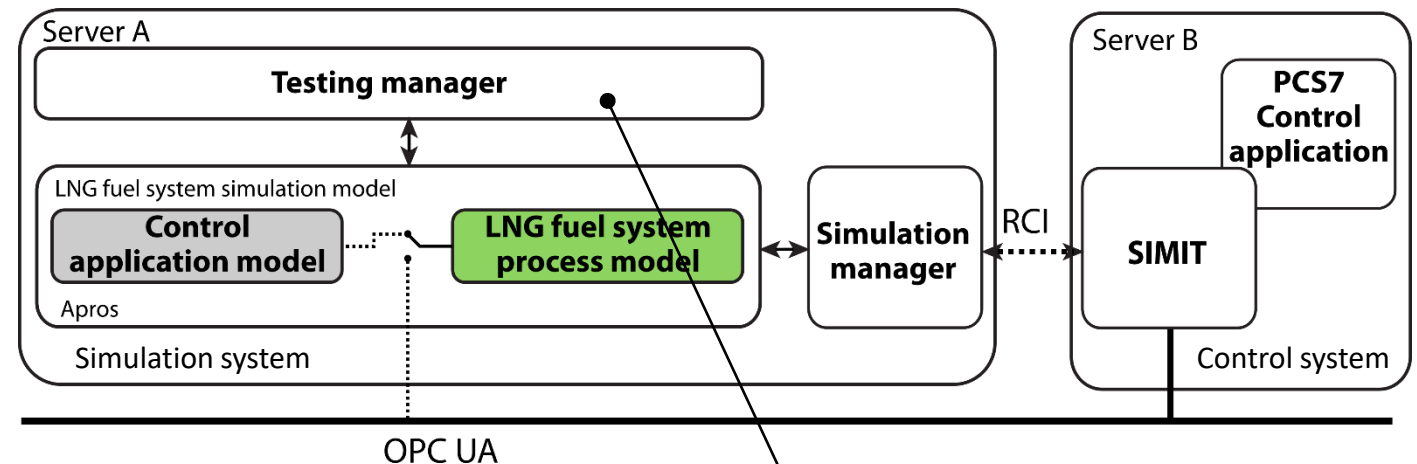 Server A
Testing manager
LNG fuel system simulation model
Control
application model
LNG fuel system
process model
Apros
Simulation system
Simulation
manager
RCI
Server B
PCS7
Control
application
SIMIT
Control system
OPC UA